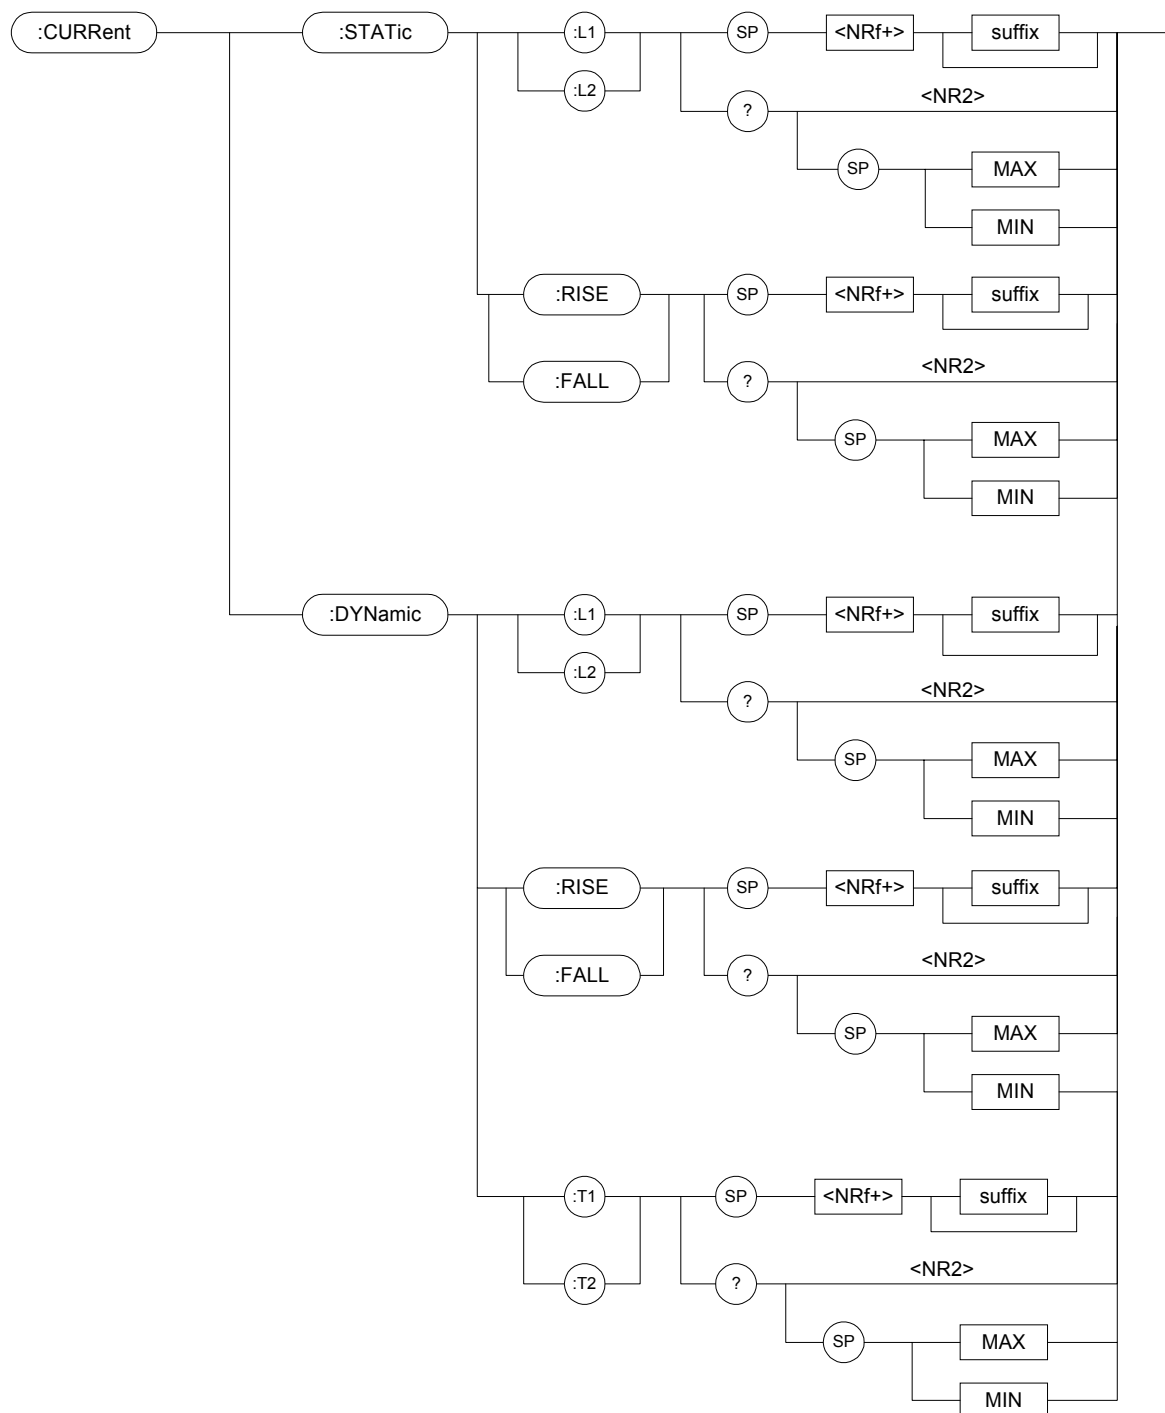 :CURRent :STATic :L1 SP <NRf+> suffix
:L2 ? <NR2>
SP MAX
MIN
:RISE SP <NRf+> suffix
:FALL ? <NR2>
SP MAX
MIN
:DYNamic :L1 SP <NRf+> suffix
:L2 ? <NR2>
SP MAX
MIN
:RISE SP <NRf+> suffix
:FALL ? <NR2>
SP MAX
MIN
:T1 SP <NRf+> suffix
:T2 ? <NR2>
SP MAX
MIN